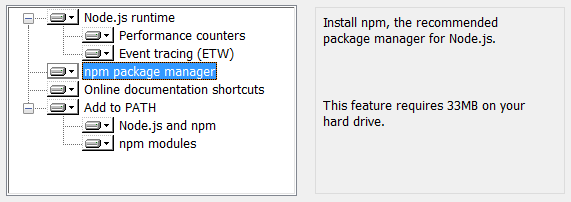 Node.js runtime
Performance counters
Event tracing (ETW)
npm package manager
Online documentation shortcuts
Add to PATH
Node.js and npm
npm modules
Install npm, the recommended
package manager for Node.js.
This feature requires 33MB on your
hard drive.